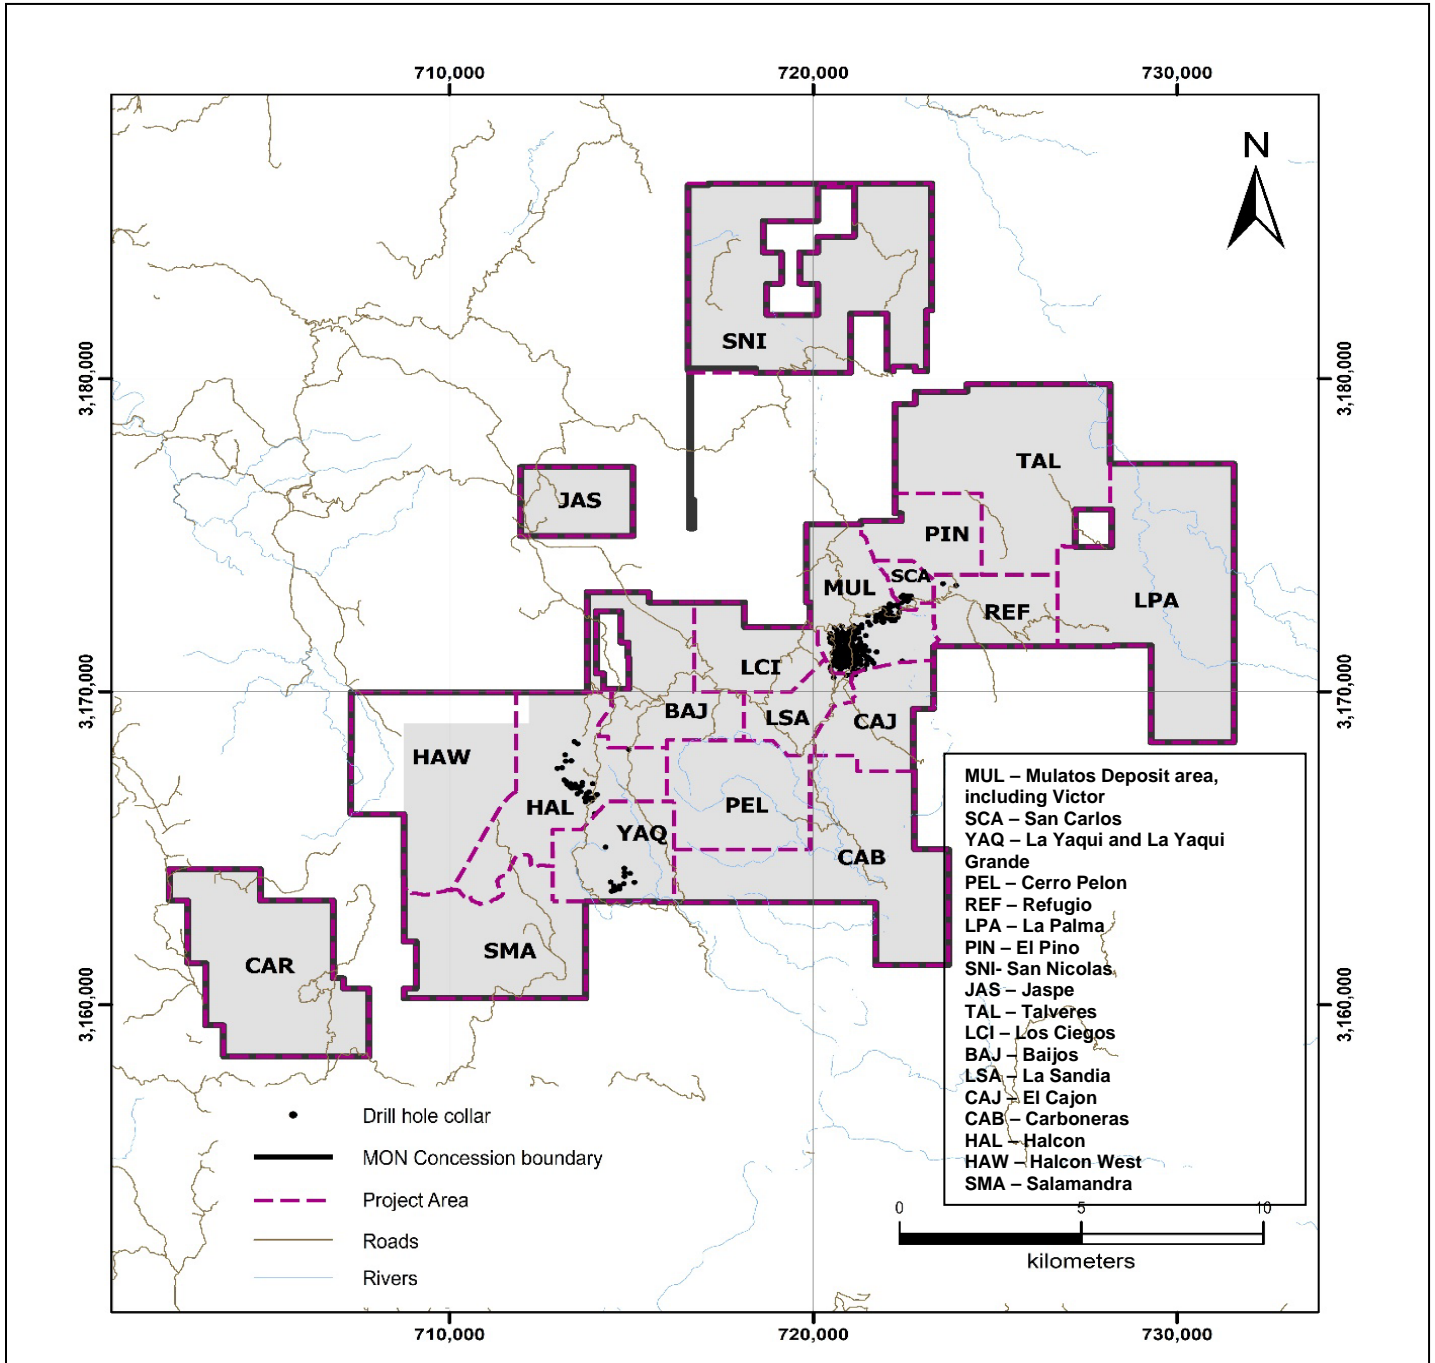 710,000 720,000 730,000
N
3,180,000 3,180,000
SNI
TAL
JAS
PIN
SCA
MUL
REF
LPA
LCI
3,170,000 3,170,000
BAJ
LSA
CAJ
HAW
HAL
PEL
YAQ
CAB
SMA
CAR
3,160,000 3,160,000
MUL – Mulatos Deposit area,
including Victor
SCA – San Carlos
YAQ – La Yaqui and La Yaqui
Grande
PEL – Cerro Pelon
REF – Refugio
LPA – La Palma
PIN – El Pino
SNI- San Nicolas
JAS – Jaspe
TAL – Talveres
LCI – Los Ciegos
BAJ – Baijos
LSA – La Sandia
CAJ – El Cajon
CAB – Carboneras
HAL – Halcon
HAW – Halcon West
SMA – Salamandra
Drill hole collar
MON Concession boundary
Project Area
Roads
Rivers
0 5 10
kilometers
710,000 720,000 730,000